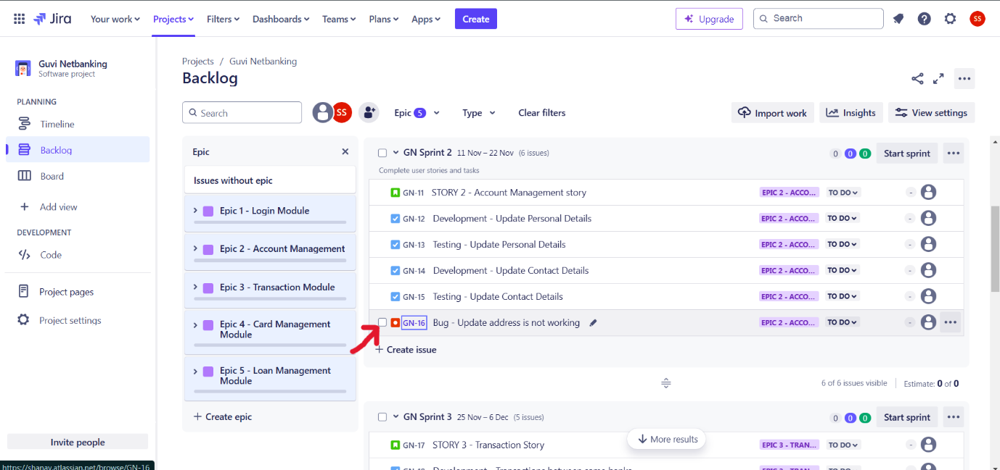 Jira Your work Projects Filters Dashboards Teams Plans Apps Create Upgrade Search SS
Guvi Netbanking
Software project
PLANNING
Timeline
Backlog
Board
Add view
DEVELOPMENT
Code
Project pages
Project settings
Invite people
https://shanav.atlassian.net/browse/GN-16
Projects / Guvi Netbanking
Backlog
Search SS Epic 5 Type Clear filters Import work Insights View settings
Epic
Issues without epic
Epic 1 - Login Module
Epic 2 - Account Management
Epic 3 - Transaction Module
Epic 4 - Card Management
Module
Epic 5 - Loan Management
Module
+ Create epic
GN Sprint 2 11 Nov – 22 Nov (6 issues) 0 0 0 Start sprint
Complete user stories and tasks
GN-11 STORY 2 - Account Management story EPIC 2 - ACCO... TO DO -
GN-12 Development - Update Personal Details EPIC 2 - ACCO... TO DO -
GN-13 Testing - Update Personal Details EPIC 2 - ACCO... TO DO -
GN-14 Development - Update Contact Details EPIC 2 - ACCO... TO DO -
GN-15 Testing - Update Contact Details EPIC 2 - ACCO... TO DO -
GN-16 Bug - Update address is not working EPIC 2 - ACCO... TO DO -
+ Create issue
6 of 6 issues visible Estimate: 0 of 0
GN Sprint 3 25 Nov – 6 Dec (5 issues) 0 0 0 Start sprint
More results
GN-17 STORY 3 - Transaction Story EPIC 3 - TRAN... TO DO -